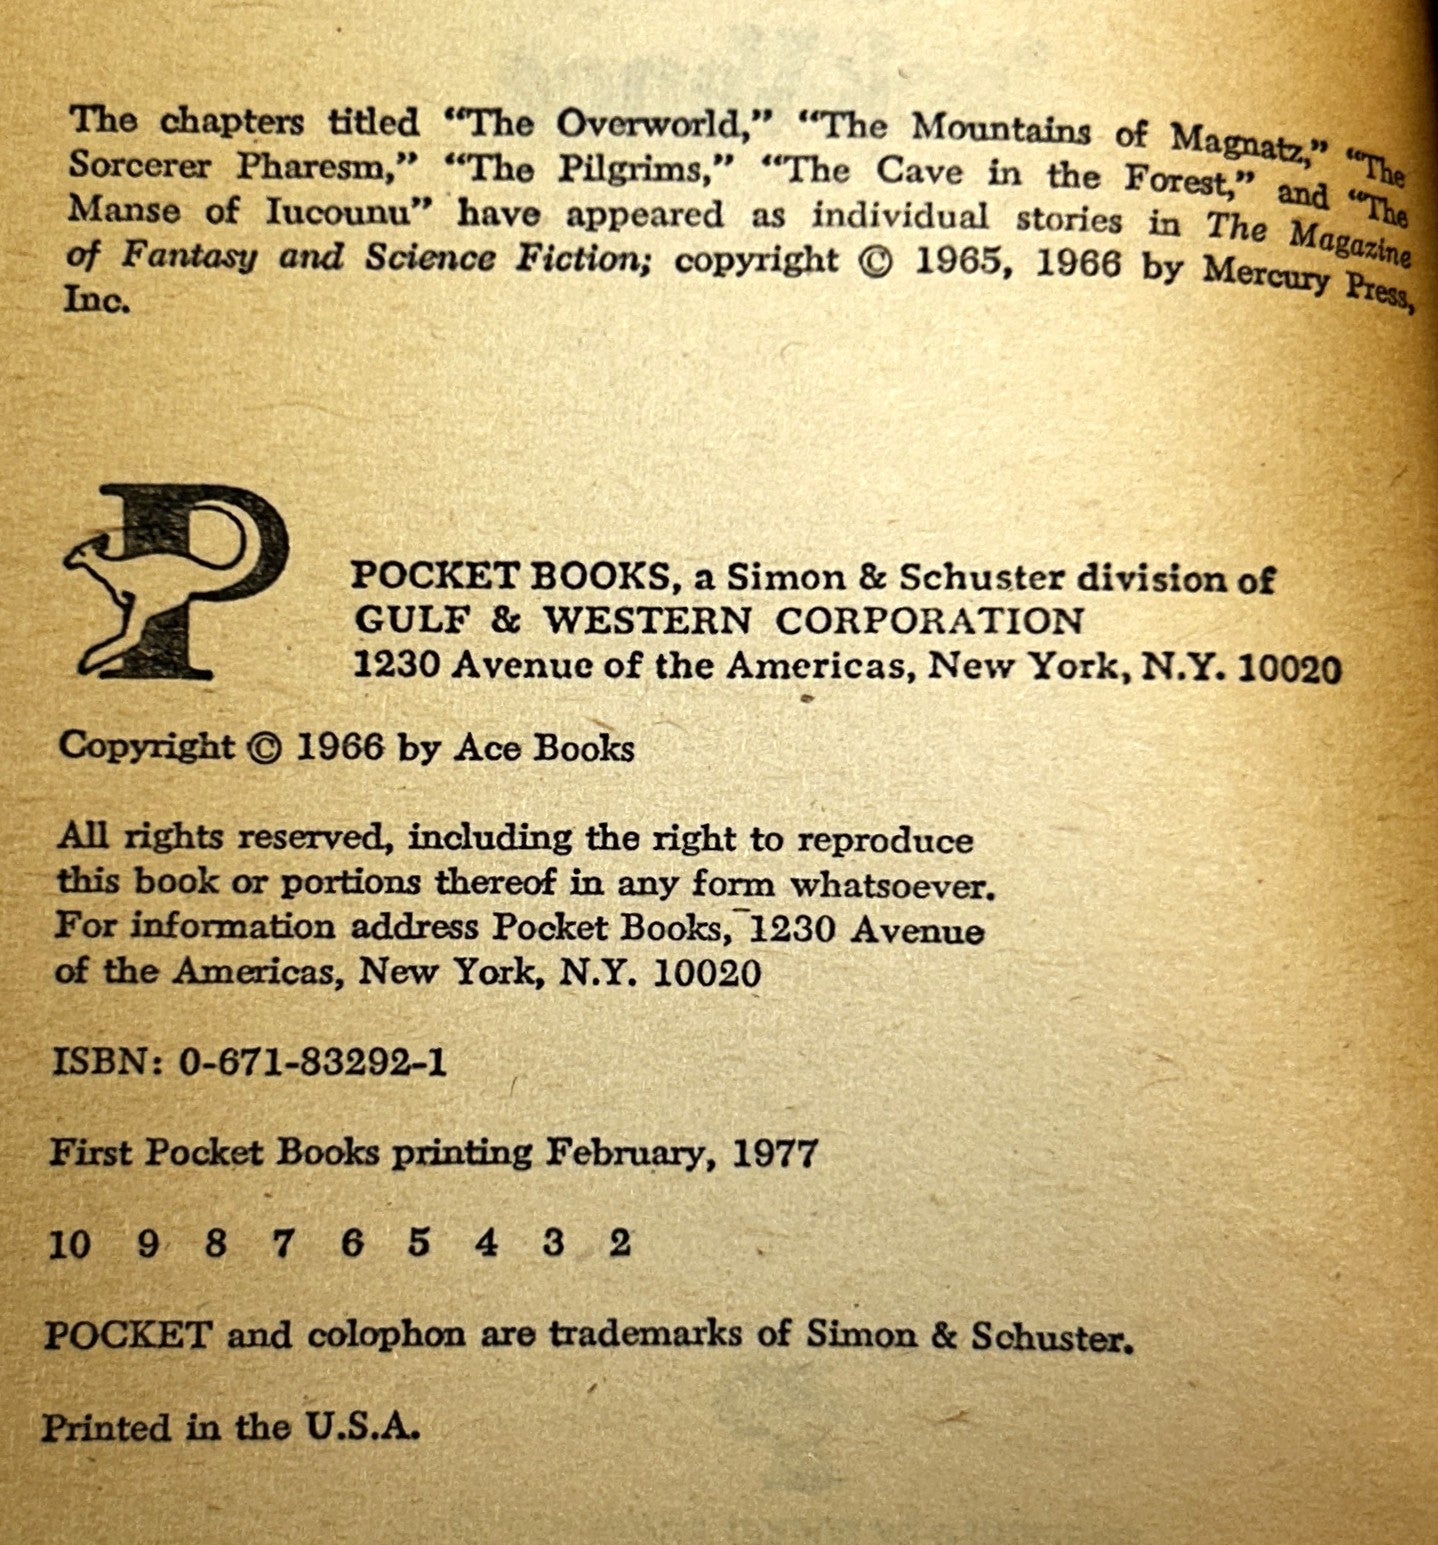 The chapters titled “The Overworld,” “The Mountains of Magnatz,” “The
Sorcerer Pharesm,” “The Pilgrims,” “The Cave in the Forest,” and “The
Manse of Iucounu” have appeared as individual stories in The Magazine
of Fantasy and Science Fiction; copyright © 1965, 1966 by Mercury Press,
Inc.
P
POCKET BOOKS, a Simon & Schuster division of
GULF & WESTERN CORPORATION
1230 Avenue of the Americas, New York, N.Y. 10020
Copyright © 1966 by Ace Books
All rights reserved, including the right to reproduce
this book or portions thereof in any form whatsoever.
For information address Pocket Books, 1230 Avenue
of the Americas, New York, N.Y. 10020
ISBN: 0-671-83292-1
First Pocket Books printing February, 1977
10 9 8 7 6 5 4 3 2
POCKET and colophon are trademarks of Simon & Schuster.
Printed in the U.S.A.